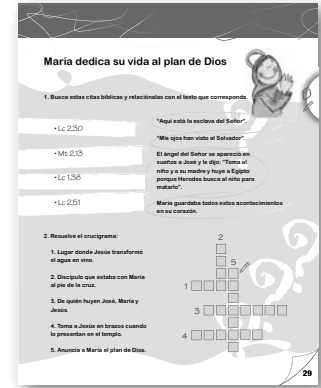 María dedica su vida al plan de Dios
1. Busca estas citas bíblicas y relaciónalas con el texto que corresponda.
• Lc 2,30
• Mt 2,13
• Lc 1,38
• Lc 2,51
"Aquí está la esclava del Señor".
"Mis ojos han visto al Salvador".
El ángel del Señor se apareció en
sueños a José y le dijo: "Toma al
niño y a su madre y huye a Egipto
porque Herodes busca al niño para
matarlo".
María guardaba todos estos acontecimientos
en su corazón.
2. Resuelve el crucigrama:
1. Lugar donde Jesús transformó
el agua en vino.
2. Discípulo que estaba con María
al pie de la cruz.
3. De quién huyen José, María y
Jesús.
4. Toma a Jesús en brazos cuando
lo presentan en el templo.
5. Anuncia a María el plan de Dios.
2
5
1
3
4
29